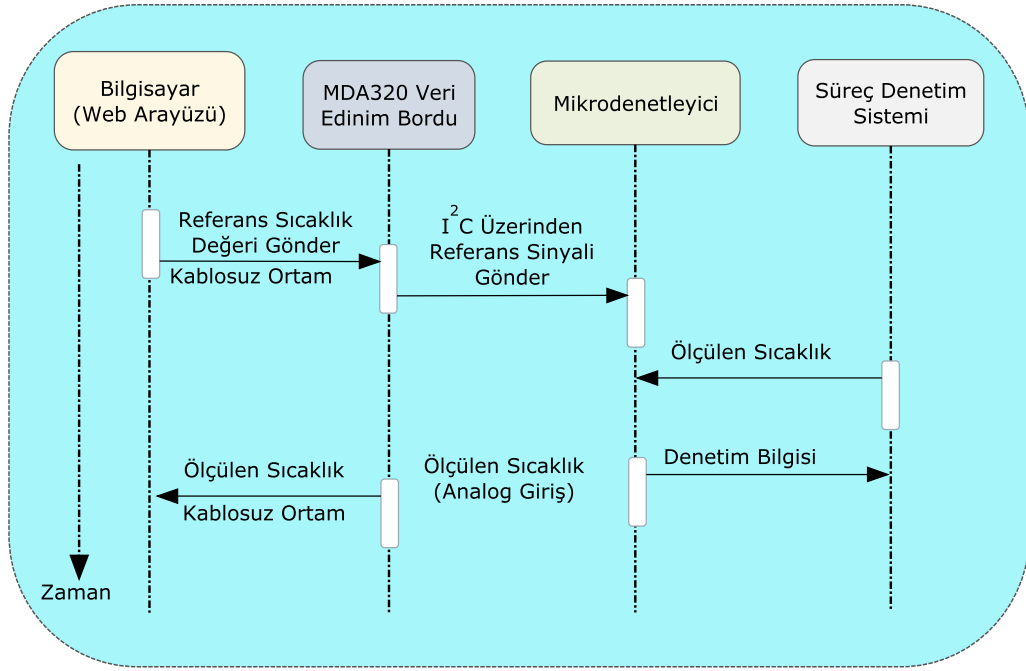 Bilgisayar
(Web Arayüzü)
MDA320 Veri
Edinim Bordu
Mikrodenetleyici
Süreç Denetim
Sistemi
Referans Sıcaklık
Değeri Gönder
Kablosuz Ortam
I²C Üzerinden
Referans Sinyali
Gönder
Ölçülen Sıcaklık
Denetim Bilgisi
Ölçülen Sıcaklık
(Analog Giriş)
Ölçülen Sıcaklık
Kablosuz Ortam
Zaman